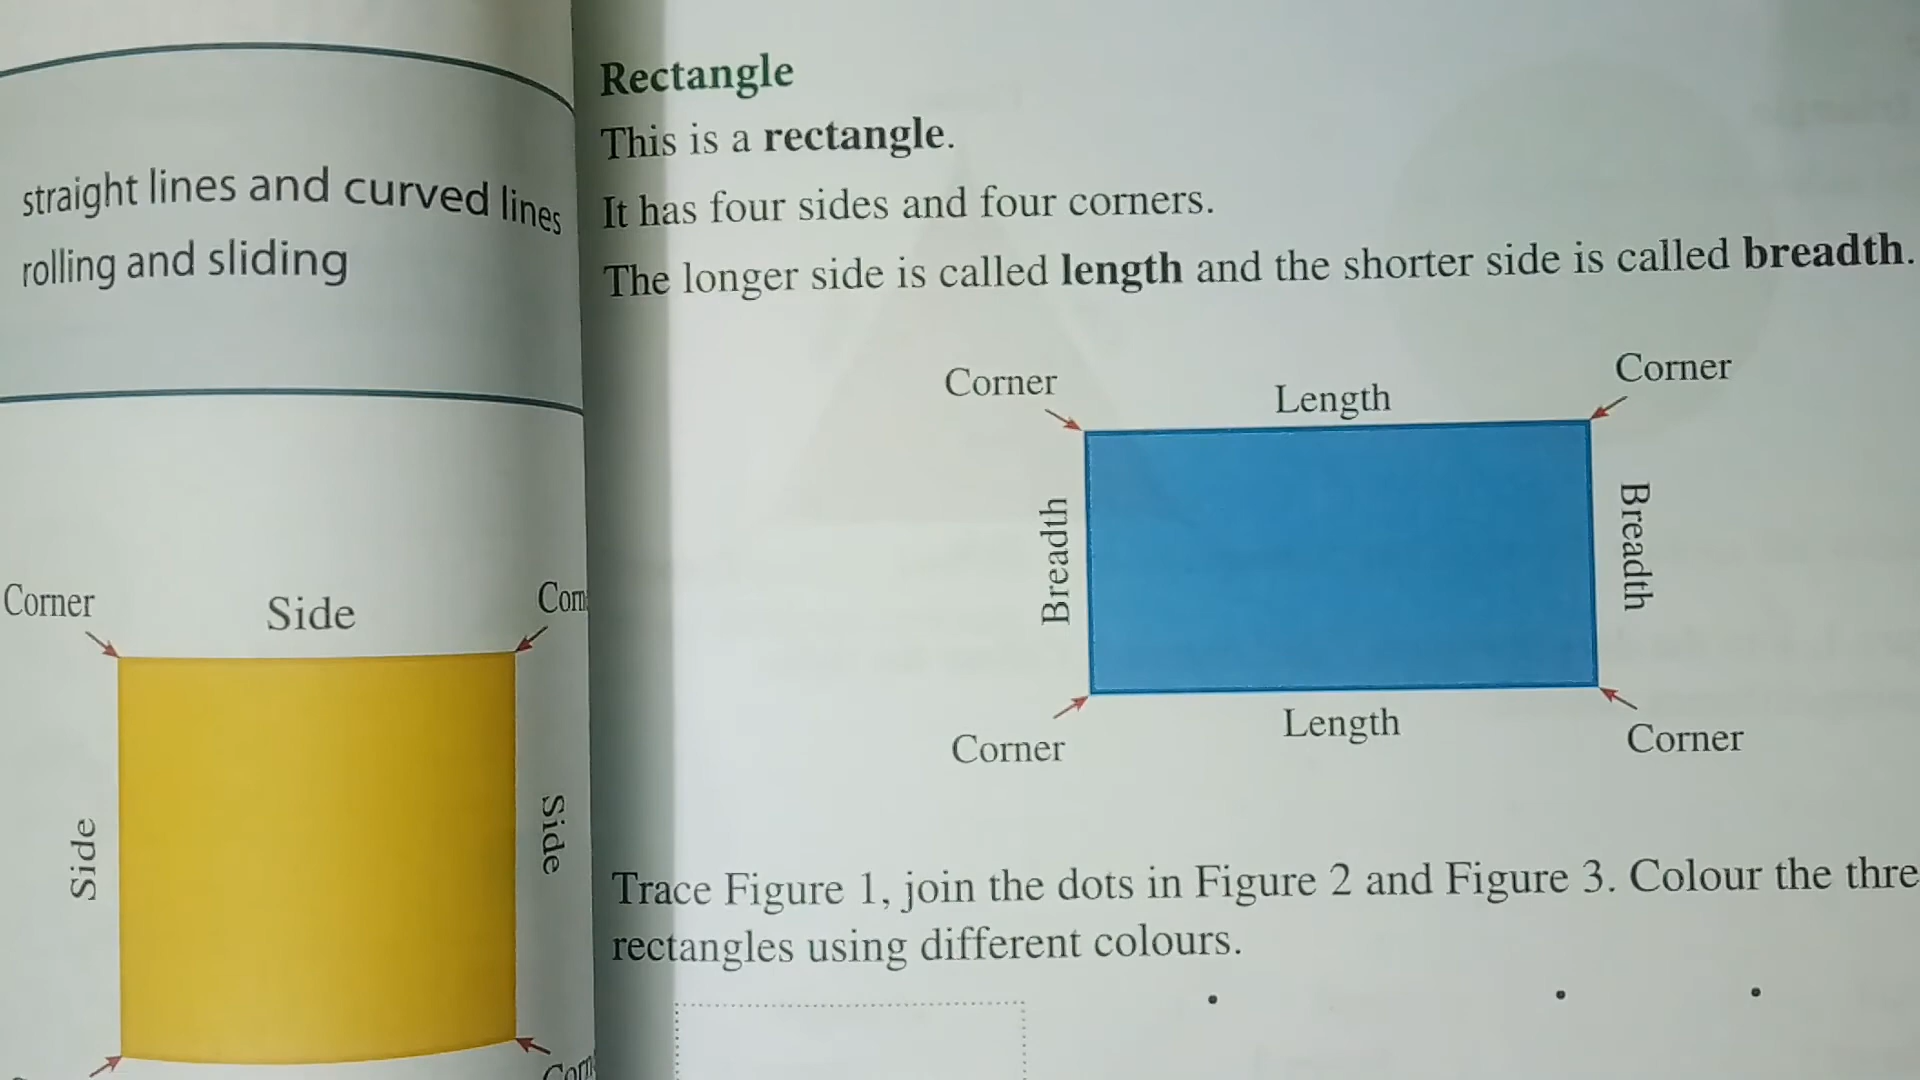 straight lines and curved lines
rolling and sliding
Corner
Side
Side
Side
Rectangle
This is a rectangle.
It has four sides and four corners.
The longer side is called length and the shorter side is called breadth.
Corner
Length
Corner
Breadth
Breadth
Corner
Length
Corner
Trace Figure 1, join the dots in Figure 2 and Figure 3. Colour the
rectangles using different colours.